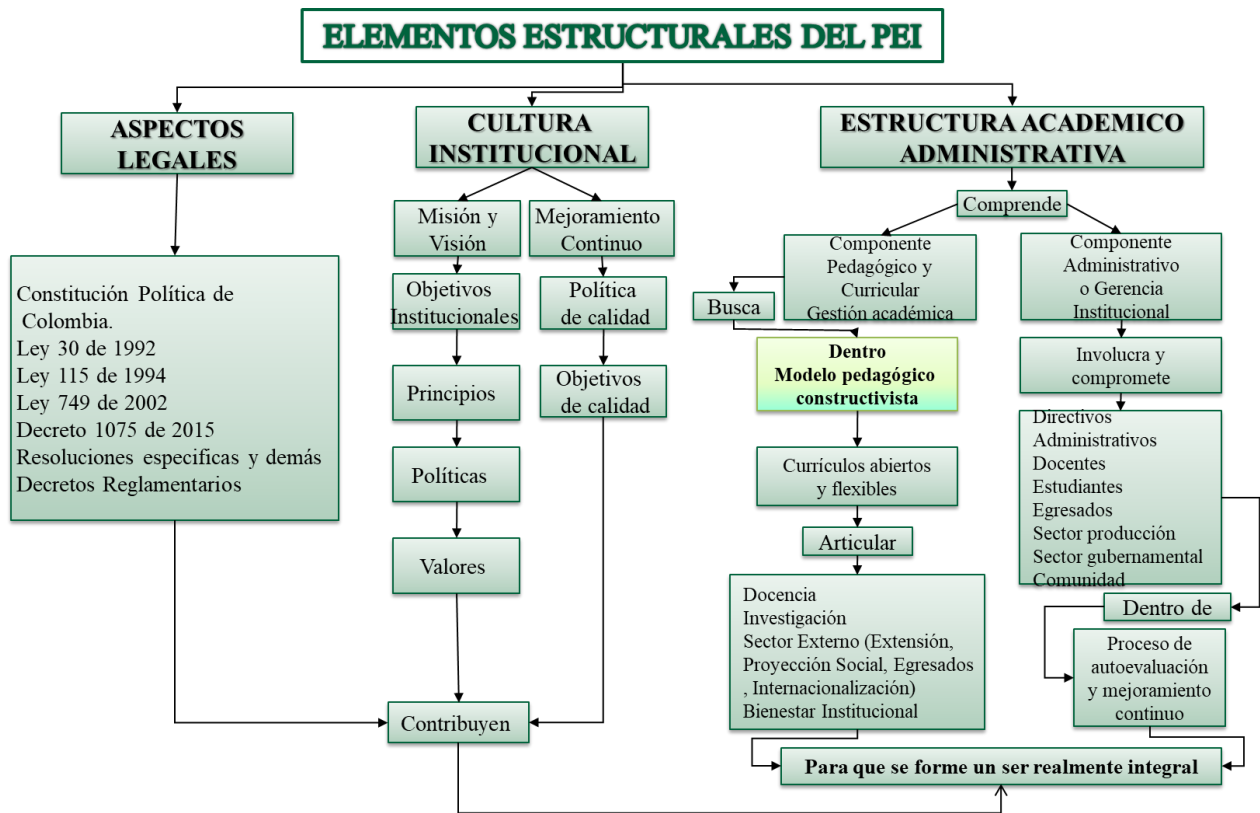 ELEMENTOS ESTRUCTURALES DEL PEI
ASPECTOS
LEGALES
Constitución Política de
Colombia.
Ley 30 de 1992
Ley 115 de 1994
Ley 749 de 2002
Decreto 1075 de 2015
Resoluciones especificas y demás
Decretos Reglamentarios
CULTURA
INSTITUCIONAL
Misión y
Visión
Objetivos
Institucionales
Principios
Políticas
Valores
Mejoramiento
Continuo
Política
de calidad
Objetivos
de calidad
Contribuyen
ESTRUCTURA ACADEMICO
ADMINISTRATIVA
Comprende
Componente
Pedagógico y
Curricular
Gestión académica
Busca
Dentro
Modelo pedagógico
constructivista
Currículos abiertos
y flexibles
Articular
Docencia
Investigación
Sector Externo (Extensión,
Proyección Social, Egresados
, Internacionalización)
Bienestar Institucional
Componente
Administrativo
o Gerencia
Institucional
Involucra y
compromete
Directivos
Administrativos
Docentes
Estudiantes
Egresados
Sector producción
Sector gubernamental
Comunidad
Dentro de
Proceso de
autoevaluación
y mejoramiento
continuo
Para que se forme un ser realmente integral